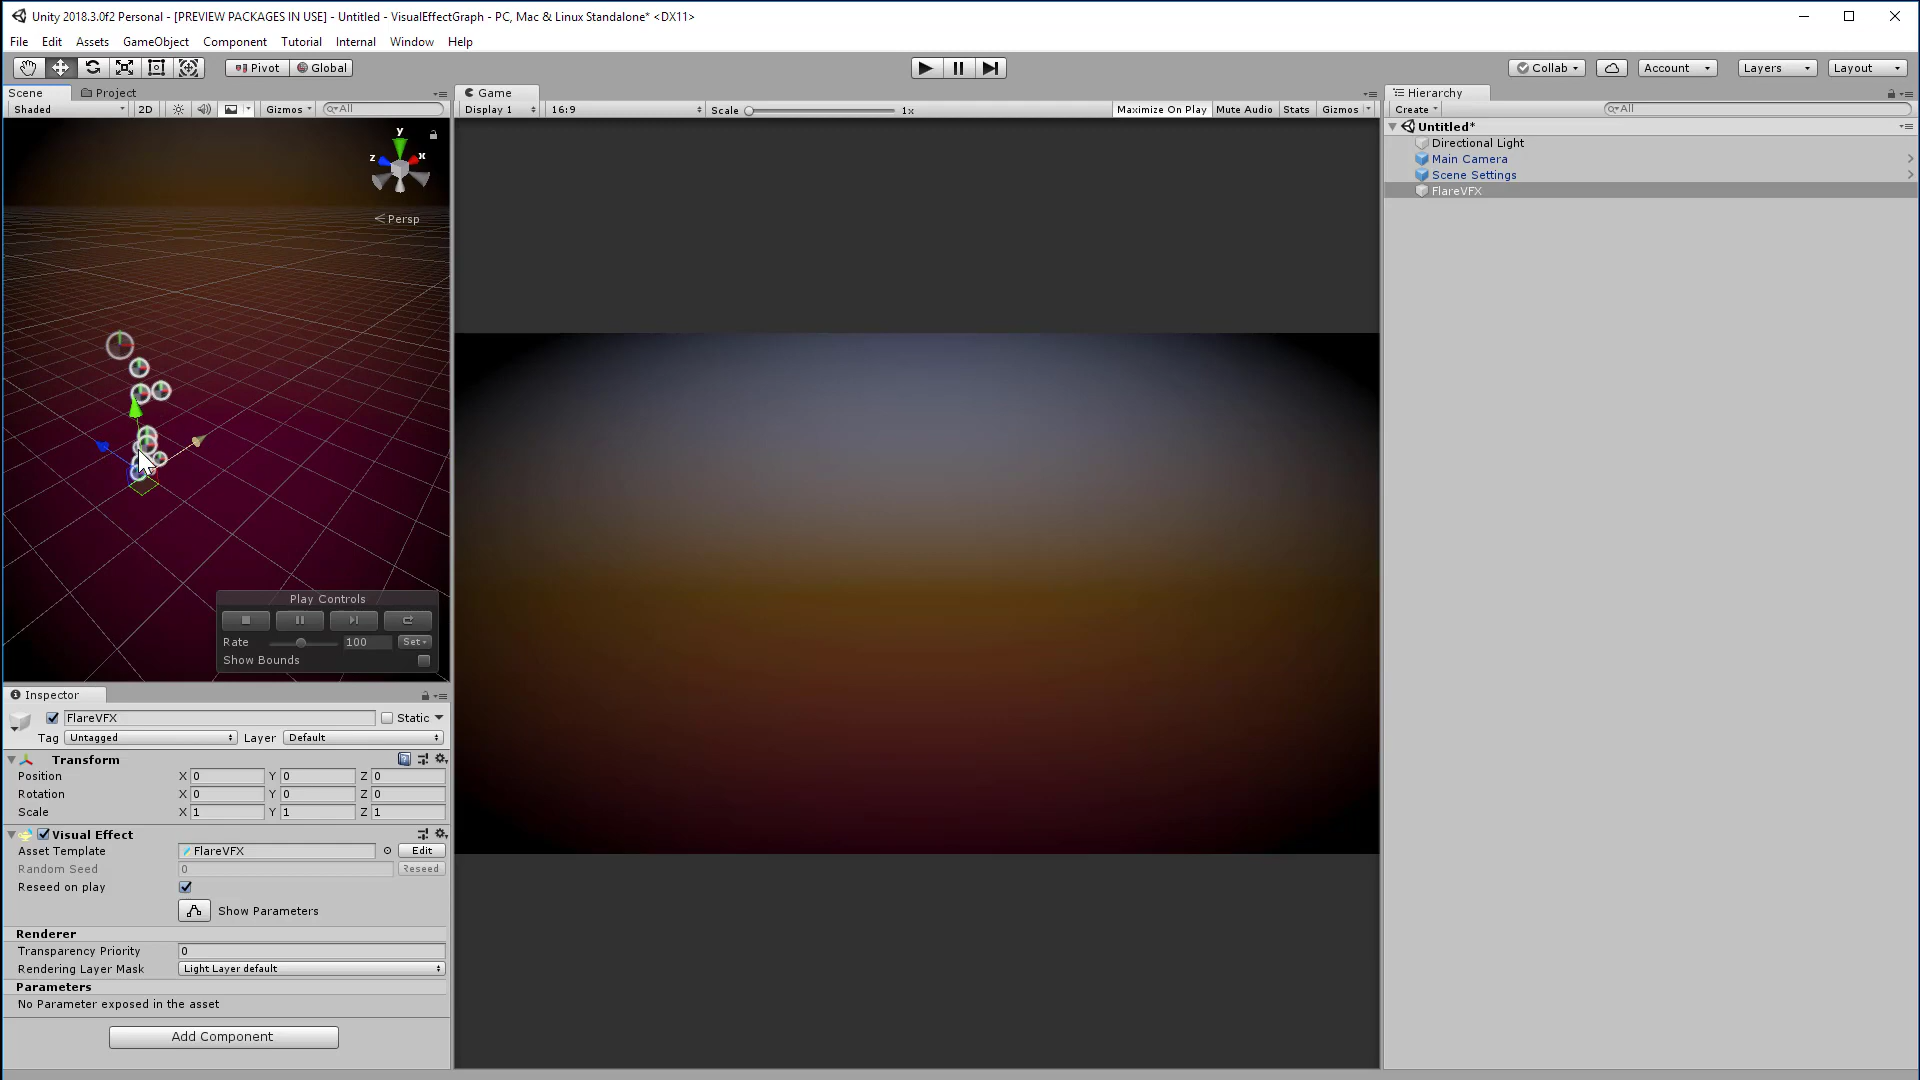 Unity 2018.3.0f2 Personal - [PREVIEW PACKAGES IN USE] - Untitled - VisualEffectGraph - PC, Mac & Linux Standalone* <DX11>
File Edit Assets GameObject Component Tutorial Internal Window Help
Pivot Global Collab Account Layers Layout
Scene Project Game Hierarchy
Shaded 2D Gizmos All Display 1 16:9 Scale 1x Maximize On Play Mute Audio Stats Gizmos Create All
Untitled*
Directional Light
Main Camera
Scene Settings
FlareVFX
y
z x
Persp
Play Controls
Rate 100 Set
Show Bounds
Inspector
FlareVFX Static
Tag Untagged Layer Default
Transform
Position X 0 Y 0 Z 0
Rotation X 0 Y 0 Z 0
Scale X 1 Y 1 Z 1
Visual Effect
Asset Template FlareVFX Edit
Random Seed 0 Reseed
Reseed on play
Show Parameters
Renderer
Transparency Priority 0
Rendering Layer Mask Light Layer default
Parameters
No Parameter exposed in the asset
Add Component